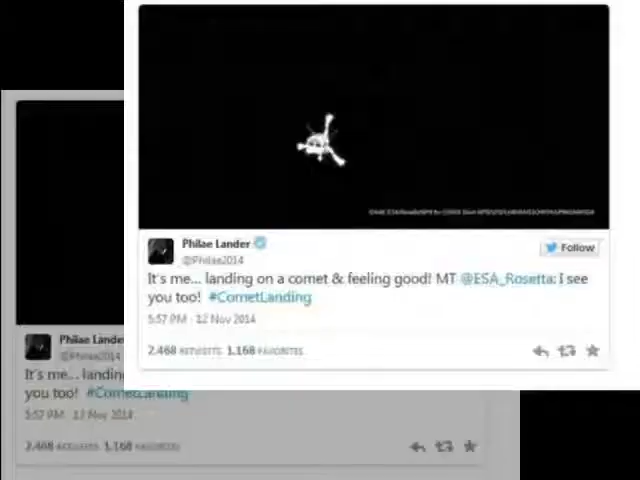 Philae Lander
@Philae2014
Follow
It's me... landing on a comet & feeling good! MT @ESA_Rosetta: I see
you too! #CometLanding
5:57 PM - 12 Nov 2014
2,468 RETWEETS 1,168 FAVORITES
Philae Lander
@Philae2014
It's me... landing
you too! #CometLanding
5:57 PM - 12 Nov 2014
2,468 RETWEETS 1,168 FAVORITES